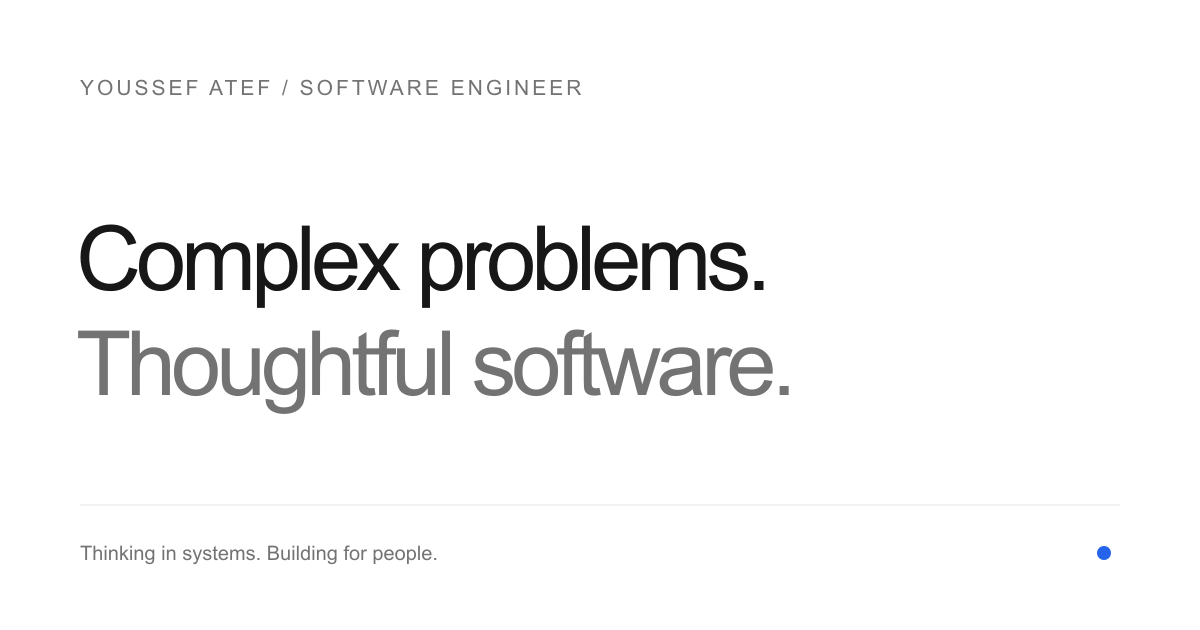 YOUSSEF ATEF / SOFTWARE ENGINEER
Complex problems.
Thoughtful software.
Thinking in systems. Building for people.